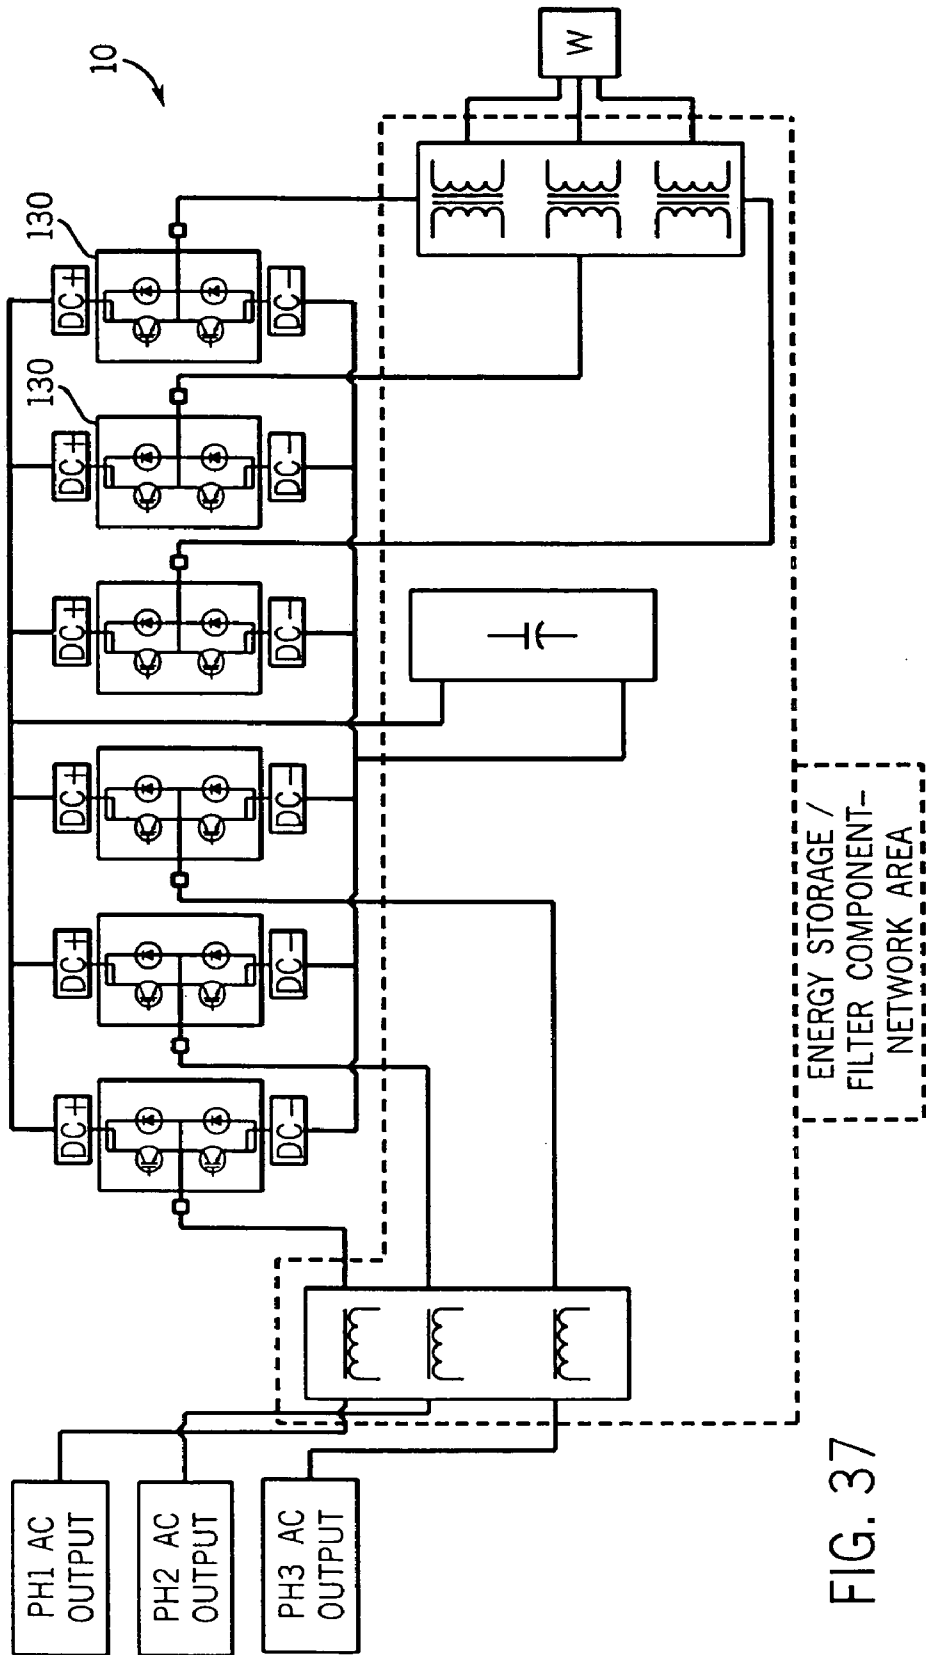 10
130
130
DC+
DC+
DC+
DC+
DC+
DC+
DC−
DC−
DC−
DC−
DC−
DC−
W
PH1 AC
OUTPUT
PH2 AC
OUTPUT
PH3 AC
OUTPUT
ENERGY STORAGE /
FILTER COMPONENT–
NETWORK AREA
FIG. 37